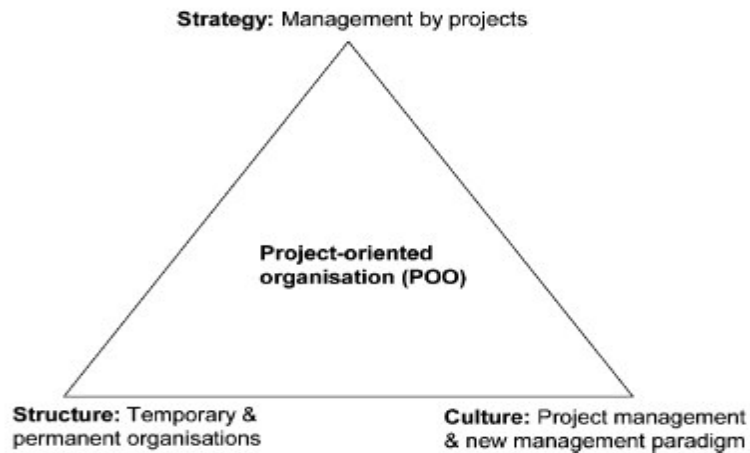 Strategy: Management by projects
Project-oriented
organisation (POO)
Structure: Temporary &
permanent organisations
Culture: Project management
& new management paradigm